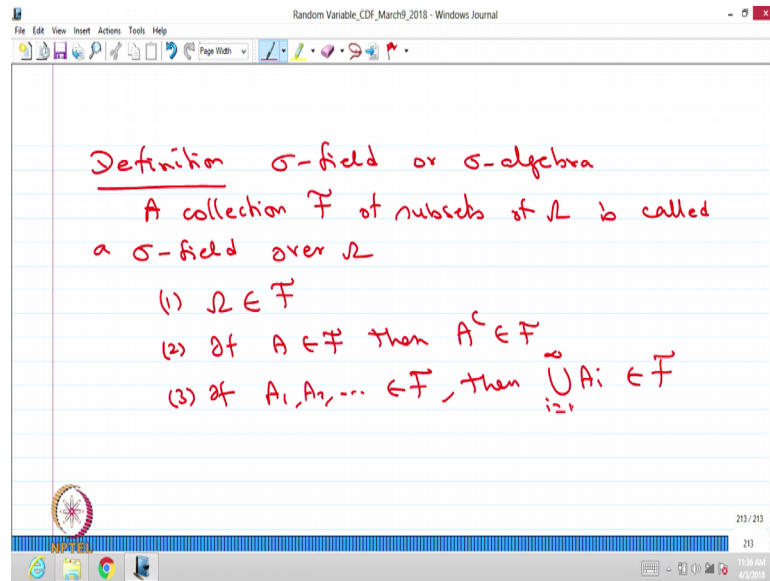 Random Variable_CDF_March9_2018 - Windows Journal
File Edit View Insert Actions Tools Help
Page Width
Definition σ-field or σ-algebra
A collection F of subsets of Ω is called
a σ-field over Ω
(1) Ω ∈ F
(2) If A ∈ F then A^c ∈ F
(3) If A₁, A₂, ... ∈ F, then ⋃_{i=1}^∞ Ai ∈ F
213 / 213
213
NPTEL
11:36 AM
4/3/2018